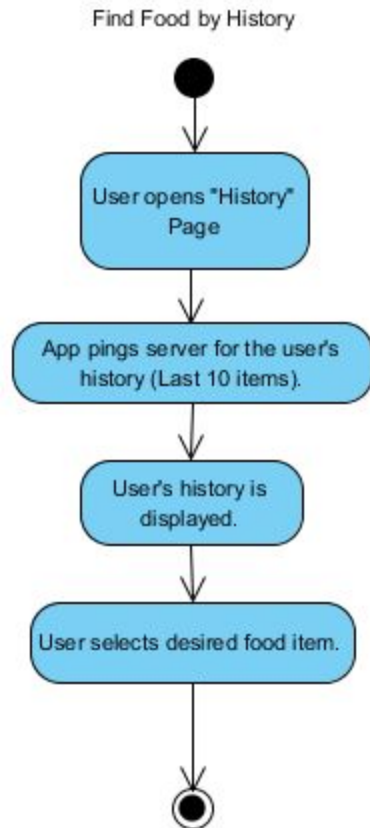 Find Food by History
User opens "History"
Page
App pings server for the user's
history (Last 10 items).
User's history is
displayed.
User selects desired food item.